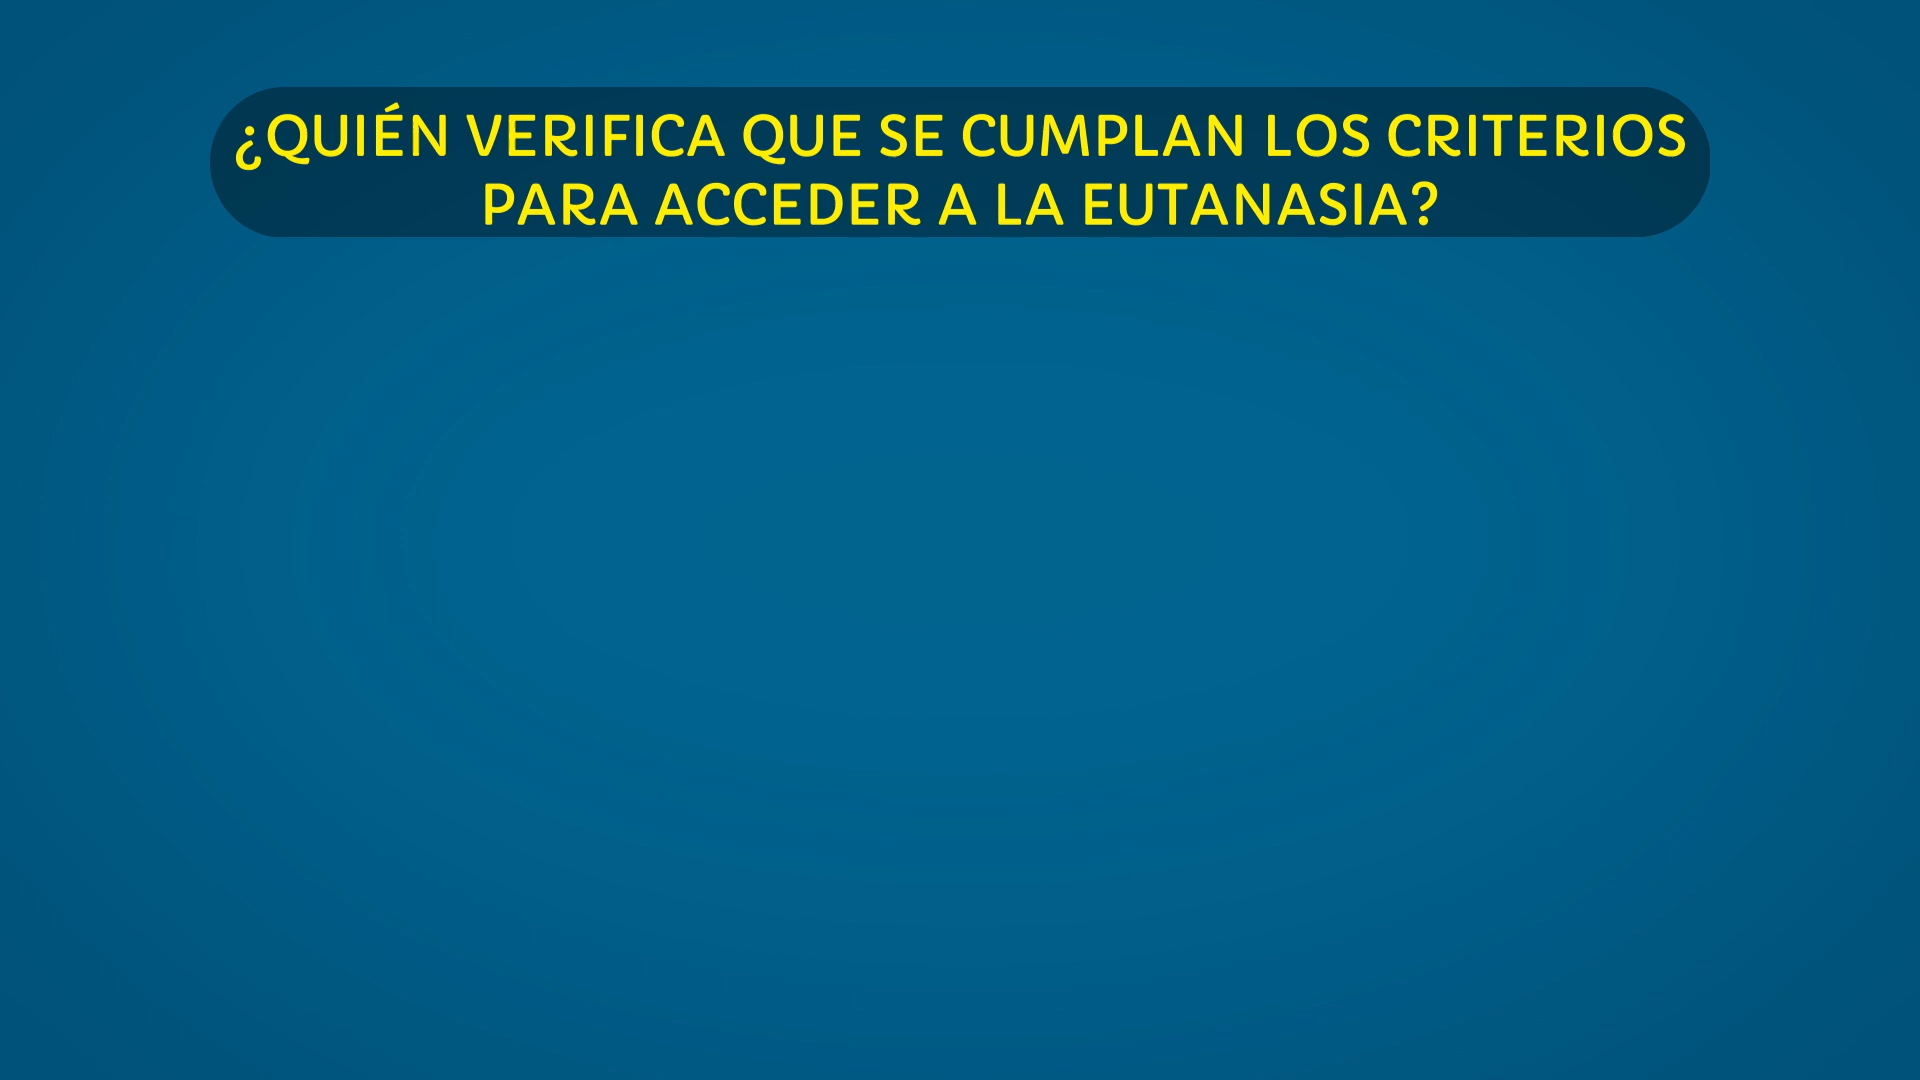 ¿QUIÉN VERIFICA QUE SE CUMPLAN LOS CRITERIOS
PARA ACCEDER A LA EUTANASIA?